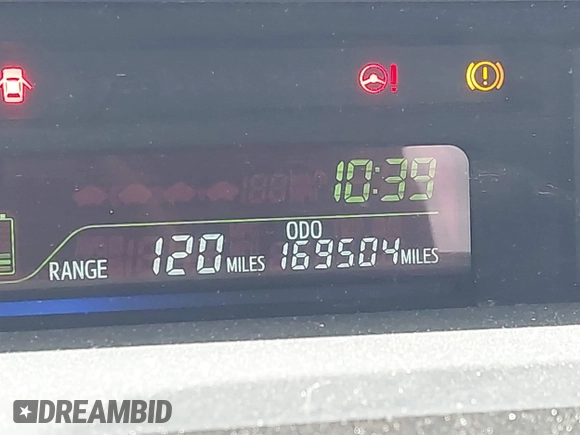 10:39
ODO
RANGE 120 MILES 169504 MILES
DREAMBID